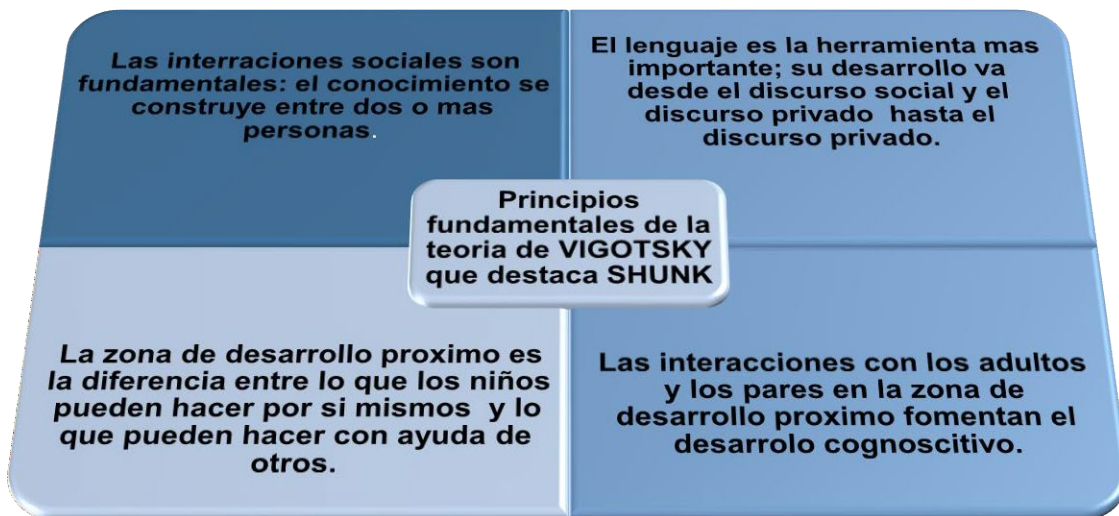 Las interraciones sociales son
fundamentales: el conocimiento se
construye entre dos o mas
personas.
El lenguaje es la herramienta mas
importante; su desarrollo va
desde el discurso social y el
discurso privado hasta el
discurso privado.
Principios
fundamentales de la
teoria de VIGOTSKY
que destaca SHUNK
La zona de desarrollo proximo es
la diferencia entre lo que los niños
pueden hacer por si mismos y lo
que pueden hacer con ayuda de
otros.
Las interacciones con los adultos
y los pares en la zona de
desarrollo proximo fomentan el
desarrolo cognoscitivo.